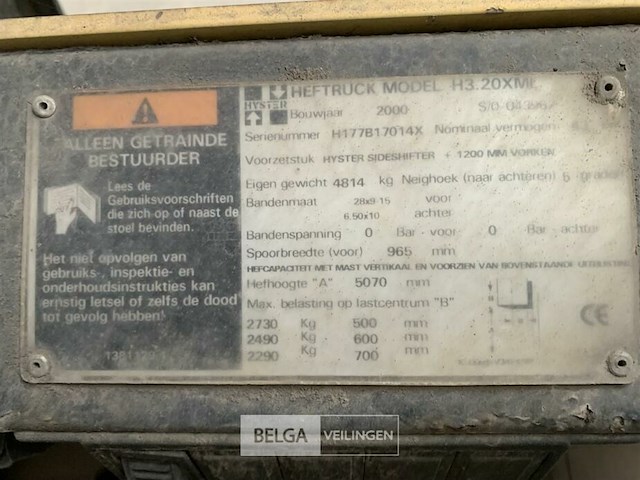 ALLEEN GETRAINDE
BESTUURDER
Lees de
Gebruiksvoorschriften
die zich op of naast de
stoel bevinden.
Het niet opvolgen van
gebruiks-, inspektie- en
onderhoudsinstrukties kan
ernstig letsel of zelfs de dood
tot gevolg hebben!
HYSTER
HEFTRUCK MODEL H3.20XM
Bouwjaar 2000 S/O
Serienummer H177B17014X Nominaal vermogen
Voorzetstuk HYSTER SIDESHIFTER + 1200 MM VORKEN
Eigen gewicht 4814 kg Neighoek (naar achteren) 5 graden
Bandenmaat 28x9-15 voor
6.50x10 achter
Bandenspanning 0 Bar - voor 0 Bar - achter
Spoorbreedte (voor) 965 mm
HEFCAPACITEIT MET MAST VERTIKAAL EN VOORZIEN VAN BOVENSTAANDE UITRUSTING
Hefhoogte "A" 5070 mm
Max. belasting op lastcentrum "B"
2730 Kg 500 mm
2490 Kg 600 mm
2290 Kg 700 mm
CE
BELGA VEILINGEN